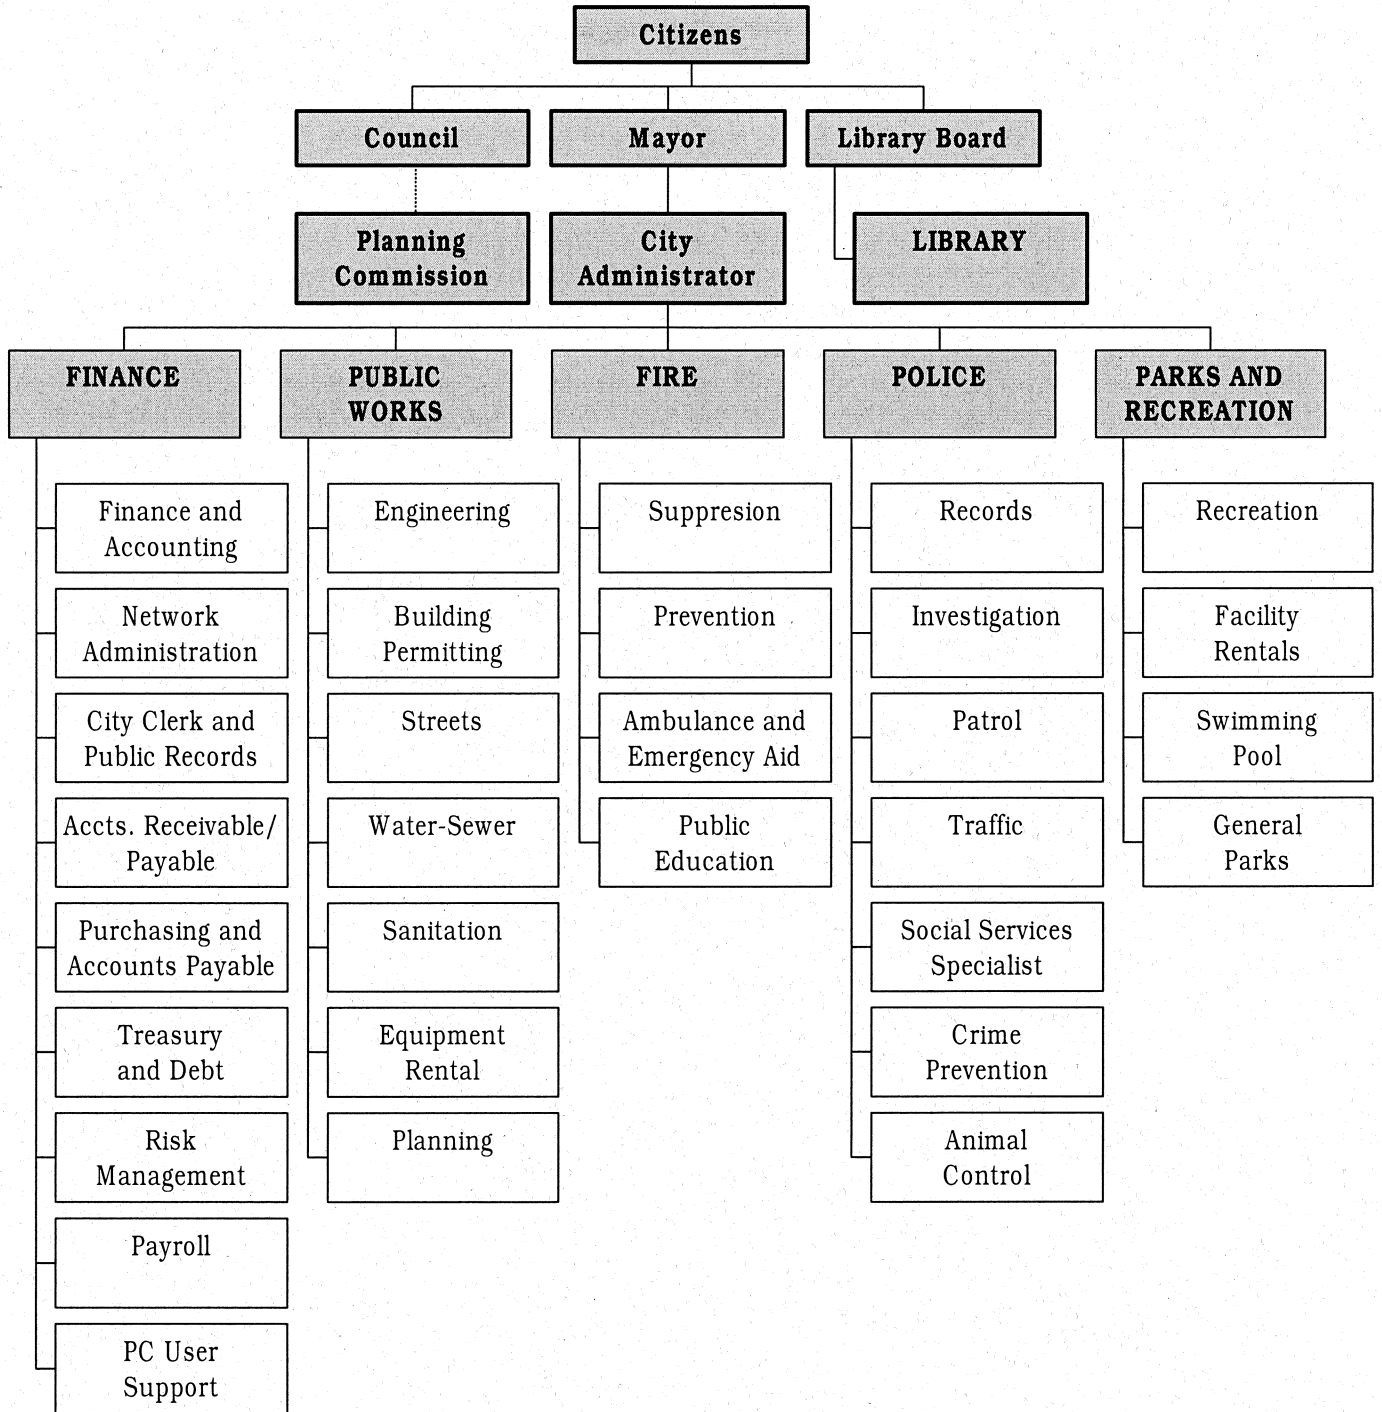 Citizens
Council
Mayor
Library Board
Planning
Commission
City
Administrator
LIBRARY
FINANCE
PUBLIC
WORKS
FIRE
POLICE
PARKS AND
RECREATION
Finance and
Accounting
Network
Administration
City Clerk and
Public Records
Accts. Receivable/
Payable
Purchasing and
Accounts Payable
Treasury
and Debt
Risk
Management
Payroll
PC User
Support
Engineering
Building
Permitting
Streets
Water-Sewer
Sanitation
Equipment
Rental
Planning
Suppresion
Prevention
Ambulance and
Emergency Aid
Public
Education
Records
Investigation
Patrol
Traffic
Social Services
Specialist
Crime
Prevention
Animal
Control
Recreation
Facility
Rentals
Swimming
Pool
General
Parks